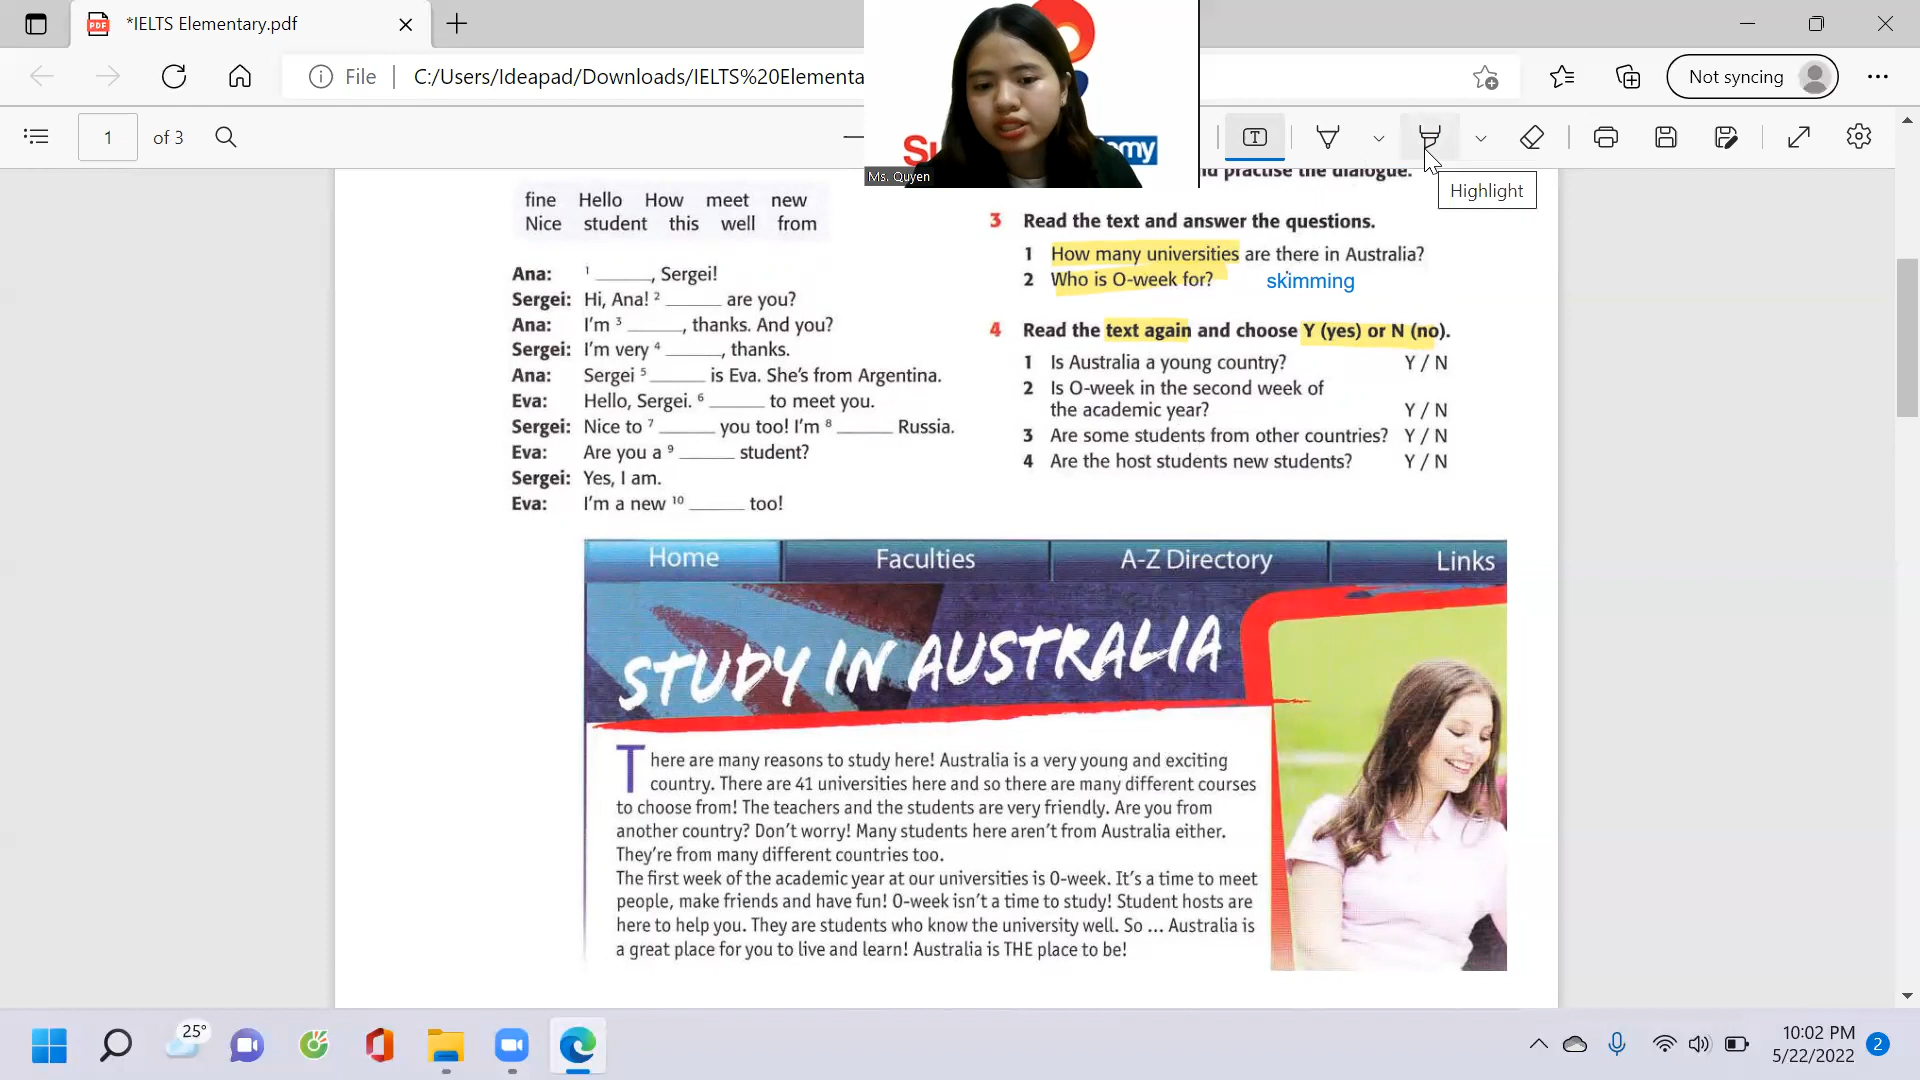 *IELTS Elementary.pdf
File
C:/Users/Ideapad/Downloads/IELTS%20Elementa
Not syncing
1 of 3
Highlight
Ms. Quyen
fine Hello How meet new
Nice student this well from
Ana: 1 ______, Sergei!
Sergei: Hi, Ana! 2 ______ are you?
Ana: I'm 3 ______, thanks. And you?
Sergei: I'm very 4 ______, thanks.
Ana: Sergei 5 ______ is Eva. She's from Argentina.
Eva: Hello, Sergei. 6 ______ to meet you.
Sergei: Nice to 7 ______ you too! I'm 8 ______ Russia.
Eva: Are you a 9 ______ student?
Sergei: Yes, I am.
Eva: I'm a new 10 ______ too!
practise the dialogue.
3 Read the text and answer the questions.
1 How many universities are there in Australia?
2 Who is O-week for? skimming
4 Read the text again and choose Y (yes) or N (no).
1 Is Australia a young country? Y / N
2 Is O-week in the second week of
the academic year? Y / N
3 Are some students from other countries? Y / N
4 Are the host students new students? Y / N
Home Faculties A-Z Directory Links
STUDY IN AUSTRALIA
There are many reasons to study here! Australia is a very young and exciting
country. There are 41 universities here and so there are many different courses
to choose from! The teachers and the students are very friendly. Are you from
another country? Don't worry! Many students here aren't from Australia either.
They're from many different countries too.
The first week of the academic year at our universities is O-week. It's a time to meet
people, make friends and have fun! O-week isn't a time to study! Student hosts are
here to help you. They are students who know the university well. So ... Australia is
a great place for you to live and learn! Australia is THE place to be!
25°
10:02 PM
5/22/2022
2